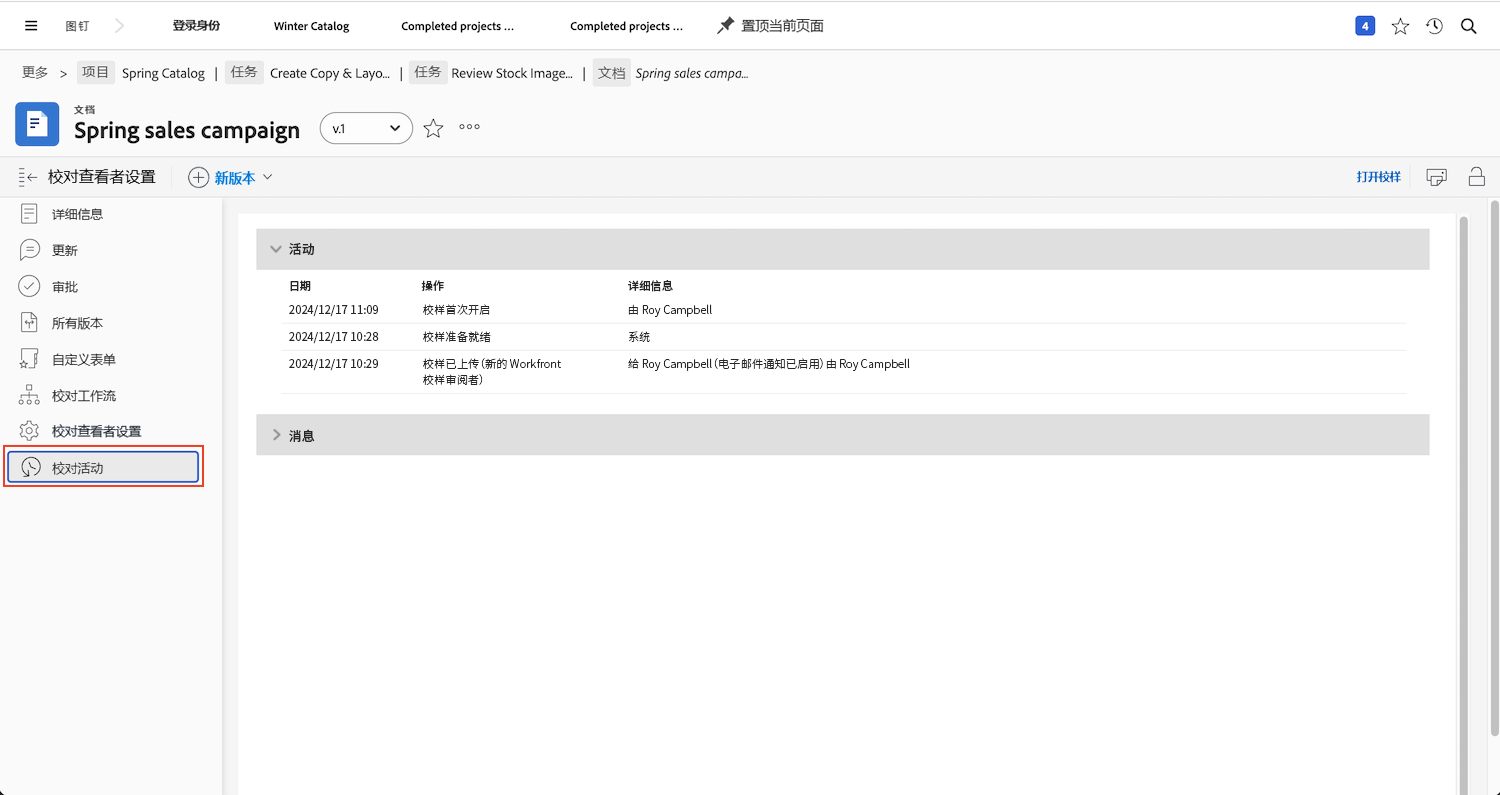 图钉 登录身份 Winter Catalog Completed projects ... Completed projects ... 置顶当前页面 4
更多 > 项目 Spring Catalog | 任务 Create Copy & Layo... | 任务 Review Stock Image... | 文档 Spring sales campa...
文档
Spring sales campaign v.1
校对查看者设置 新版本 打开校样
详细信息
更新
审批
所有版本
自定义表单
校对工作流
校对查看者设置
校对活动
活动
日期 操作 详细信息
2024/12/17 11:09 校样首次开启 由 Roy Campbell
2024/12/17 10:28 校样准备就绪 系统
2024/12/17 10:29 校样已上传(新的 Workfront 给 Roy Campbell (电子邮件通知已启用) 由 Roy Campbell
校样审阅者)
消息